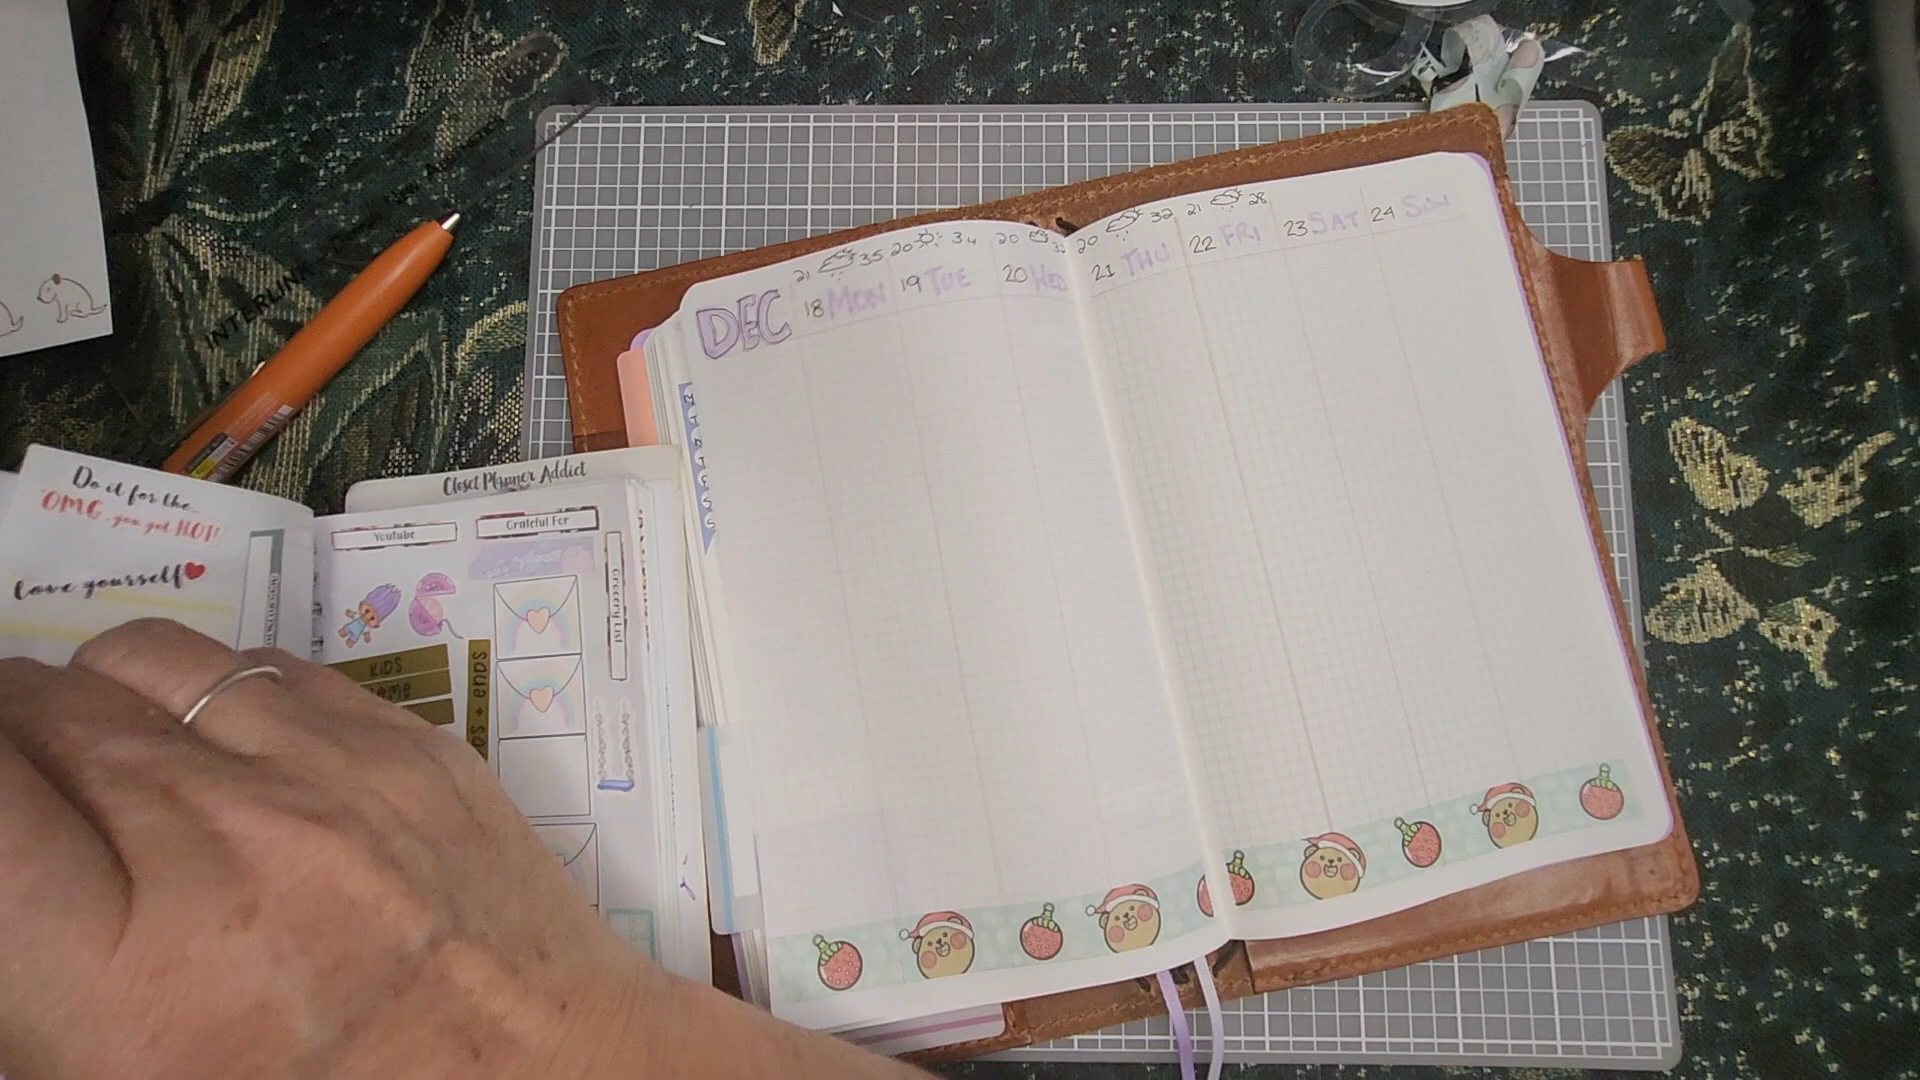 21 35 20 34 20 32 20 32 21 28
DEC 18 MON 19 TUE 20 WED 21 THU 22 FRI 23 SAT 24 SUN
Do it for the..
"OMG..you got HOT!"
love yourself
Closet Planner Addict
Youtube
Grateful For
Grocery List
KIDS
+ ENDS